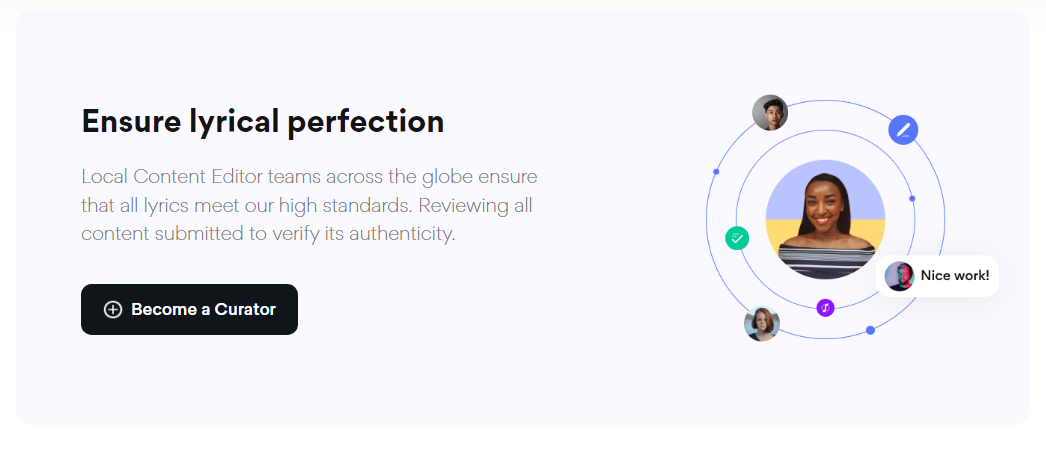 Ensure lyrical perfection
Local Content Editor teams across the globe ensure
that all lyrics meet our high standards. Reviewing all
content submitted to verify its authenticity.
Become a Curator
Nice work!